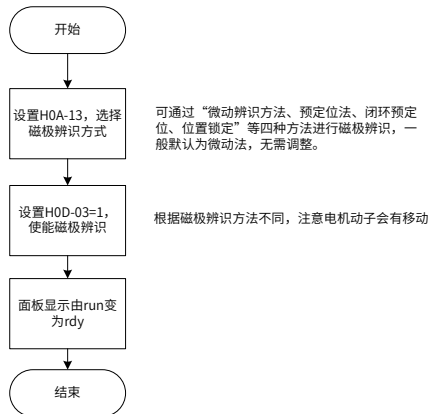 开始
设置H0A-13，选择
磁极辨识方式
可通过“微动辨识方法、预定位法、闭环预定
位、位置锁定”等四种方法进行磁极辨识，一
般默认为微动法，无需调整。
设置H0D-03=1，
使能磁极辨识
根据磁极辨识方法不同，注意电机动子会有移动
面板显示由run变
为rdy
结束